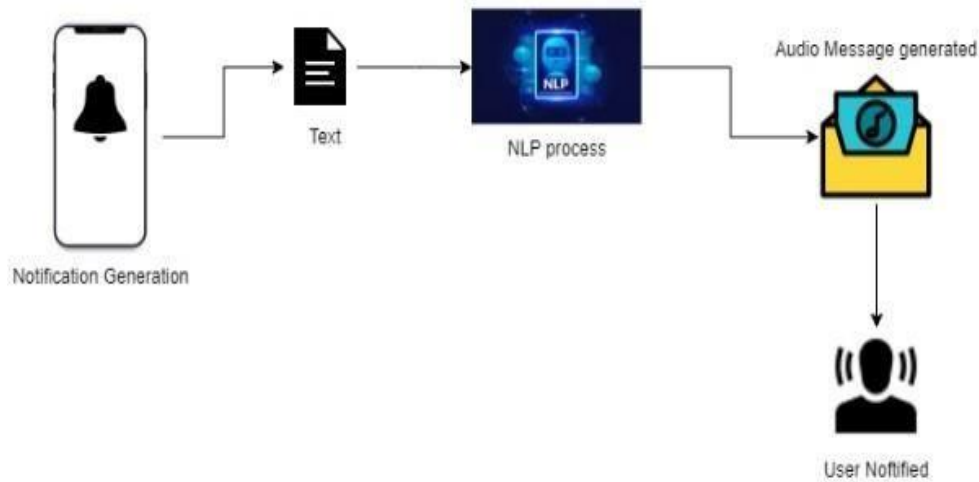 Notification Generation
Text
NLP
NLP process
Audio Message generated
User Noftified